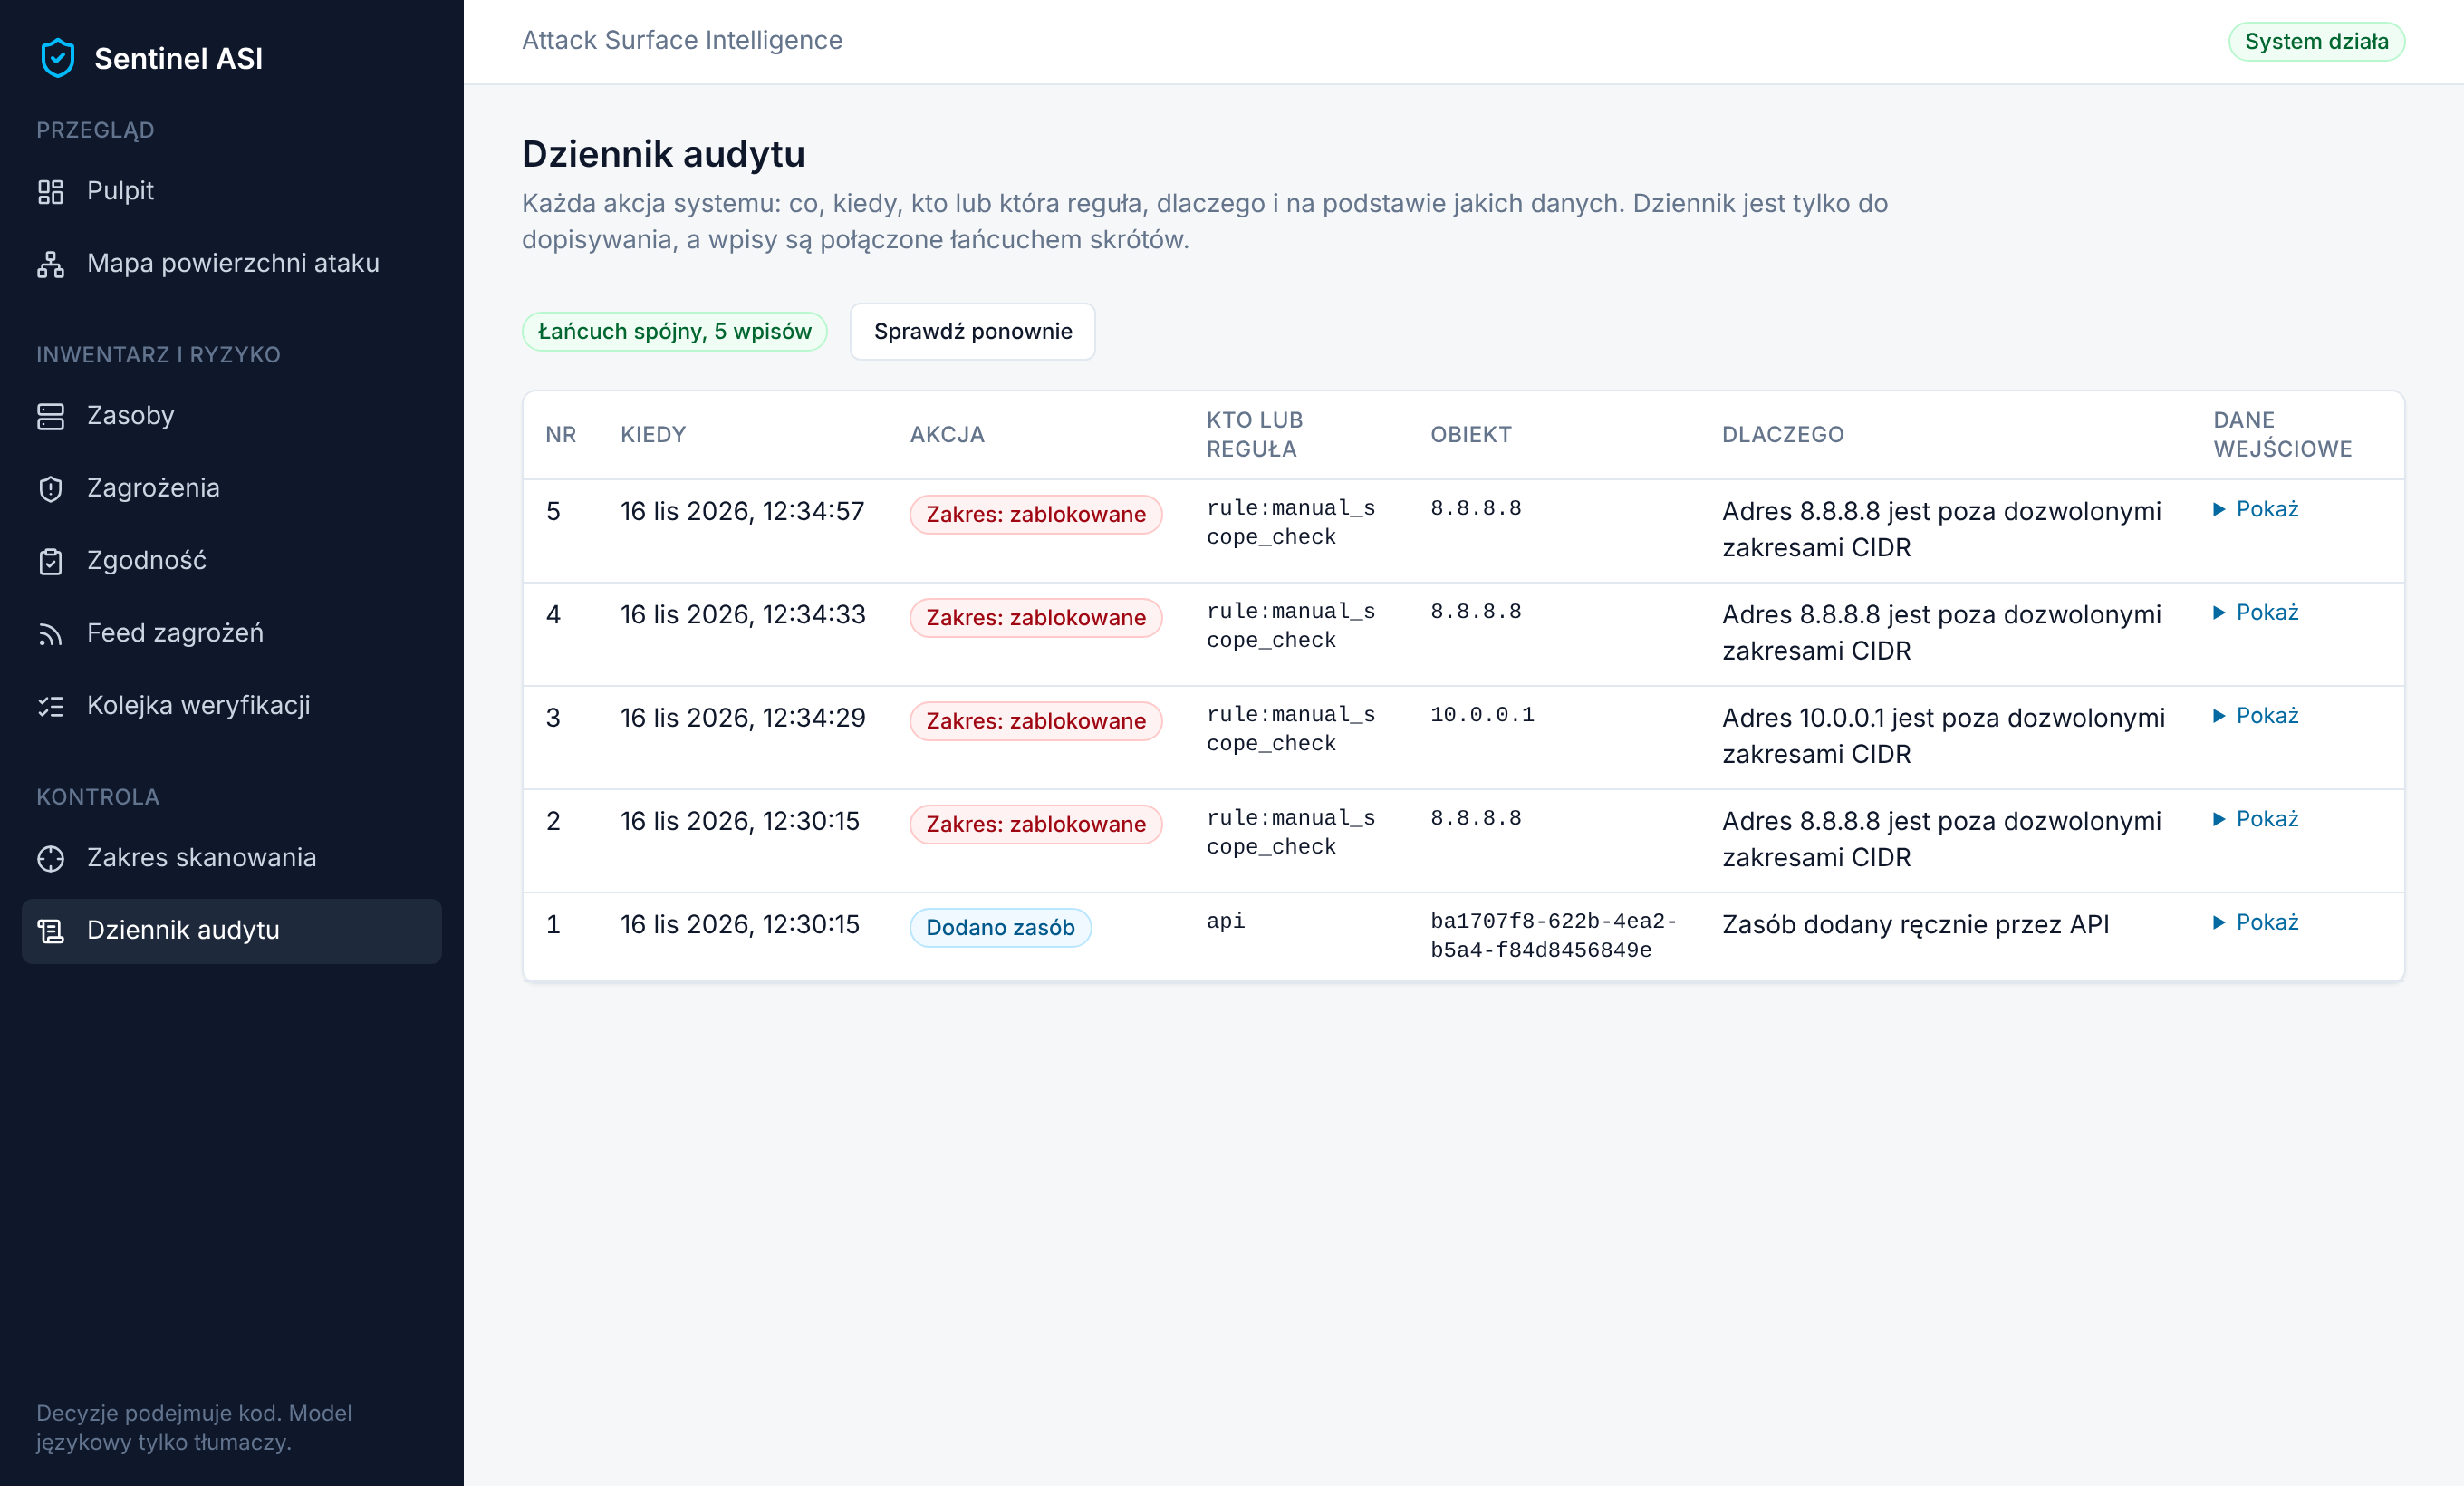 Sentinel ASI
PRZEGLĄD
Pulpit
Mapa powierzchni ataku
INWENTARZ I RYZYKO
Zasoby
Zagrożenia
Zgodność
Feed zagrożeń
Kolejka weryfikacji
KONTROLA
Zakres skanowania
Dziennik audytu
Decyzje podejmuje kod. Model
językowy tylko tłumaczy.
Attack Surface Intelligence
System działa
Dziennik audytu
Każda akcja systemu: co, kiedy, kto lub która reguła, dlaczego i na podstawie jakich danych. Dziennik jest tylko do
dopisywania, a wpisy są połączone łańcuchem skrótów.
Łańcuch spójny, 5 wpisów
Sprawdź ponownie
NR KIEDY AKCJA KTO LUB REGUŁA OBIEKT DLACZEGO DANE WEJŚCIOWE
5 16 lis 2026, 12:34:57 Zakres: zablokowane rule:manual_s 8.8.8.8 Adres 8.8.8.8 jest poza dozwolonymi Pokaż
cope_check zakresami CIDR
4 16 lis 2026, 12:34:33 Zakres: zablokowane rule:manual_s 8.8.8.8 Adres 8.8.8.8 jest poza dozwolonymi Pokaż
cope_check zakresami CIDR
3 16 lis 2026, 12:34:29 Zakres: zablokowane rule:manual_s 10.0.0.1 Adres 10.0.0.1 jest poza dozwolonymi Pokaż
cope_check zakresami CIDR
2 16 lis 2026, 12:30:15 Zakres: zablokowane rule:manual_s 8.8.8.8 Adres 8.8.8.8 jest poza dozwolonymi Pokaż
cope_check zakresami CIDR
1 16 lis 2026, 12:30:15 Dodano zasób api ba1707f8-622b-4ea2- Zasób dodany ręcznie przez API Pokaż
b5a4-f84d8456849e